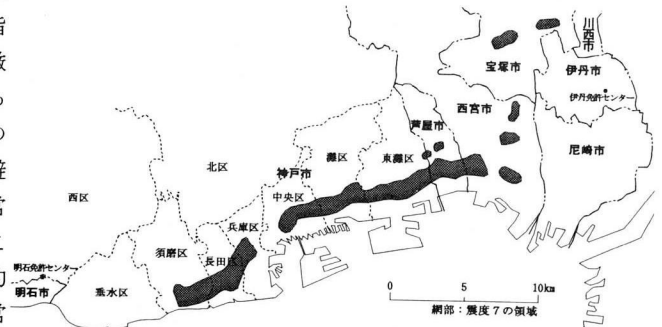 川西市
宝塚市
伊丹市
伊丹免許センター
西宮市
芦屋市
尼崎市
灘区
東灘区
北区
神戸市
中央区
西区
兵庫区
須磨区
長田区
明石免許センター
明石市
垂水区
0 5 10km
網部：震度7の領域